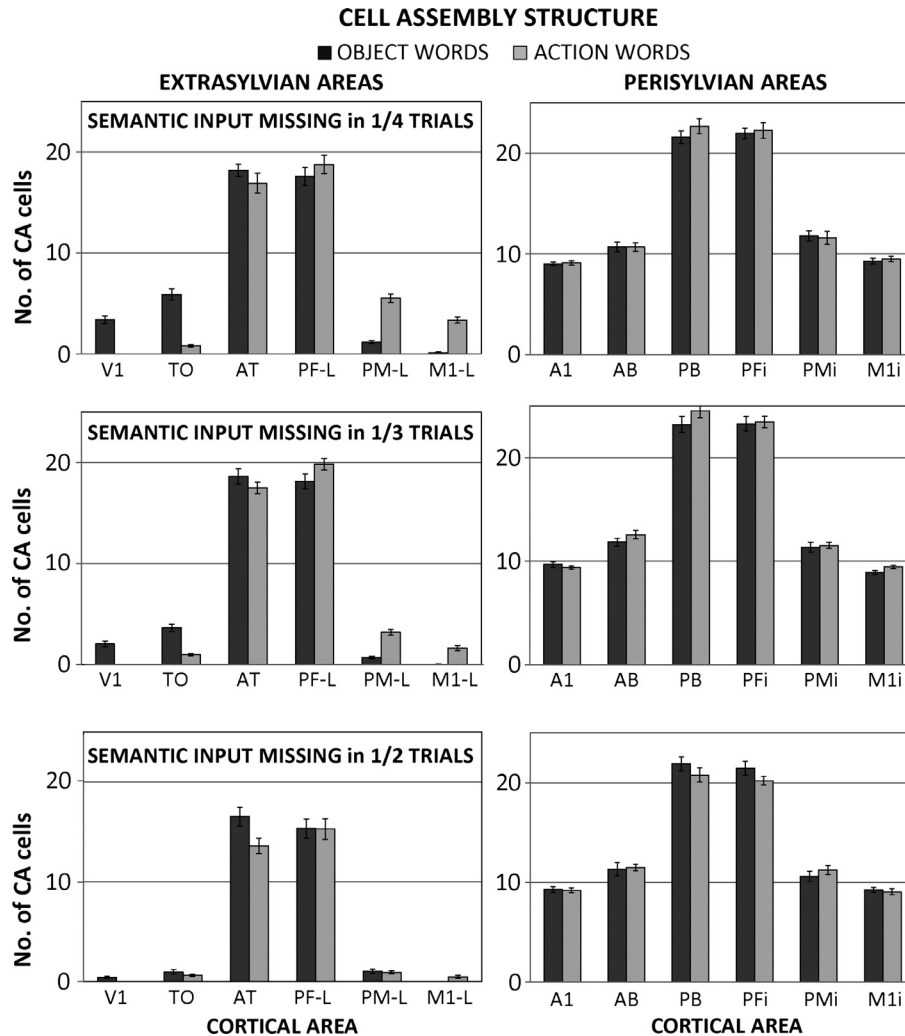 CELL ASSEMBLY STRUCTURE
OBJECT WORDS ACTION WORDS
EXTRASYLVIAN AREAS
PERISYLVIAN AREAS
SEMANTIC INPUT MISSING in 1/4 TRIALS
No. of CA cells
20
10
0
V1 TO AT PF-L PM-L M1-L
20
10
0
A1 AB PB PFi PMi M1i
SEMANTIC INPUT MISSING in 1/3 TRIALS
No. of CA cells
20
10
0
V1 TO AT PF-L PM-L M1-L
20
10
0
A1 AB PB PFi PMi M1i
SEMANTIC INPUT MISSING in 1/2 TRIALS
No. of CA cells
20
10
0
V1 TO AT PF-L PM-L M1-L
CORTICAL AREA
20
10
0
A1 AB PB PFi PMi M1i
CORTICAL AREA